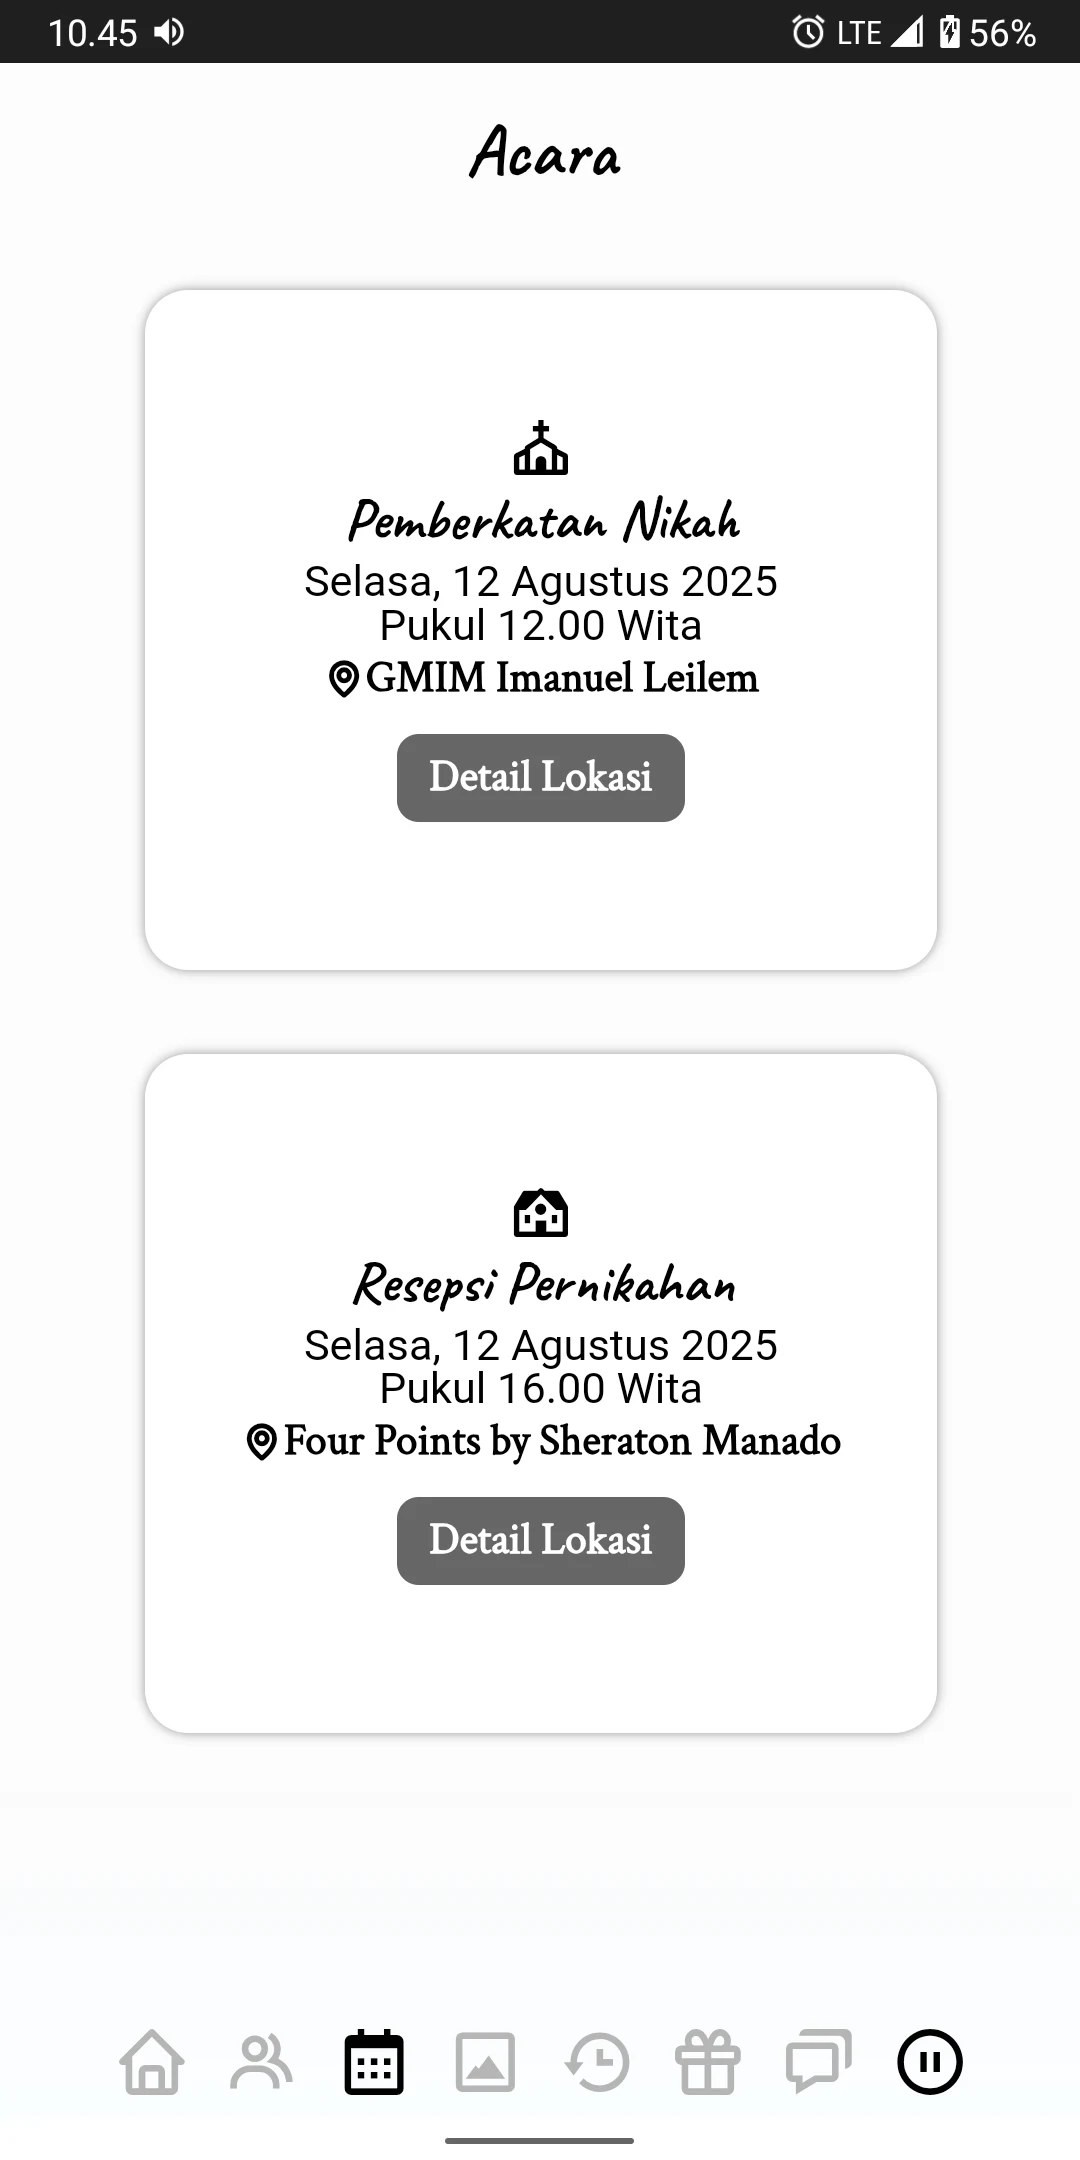 10.45
LTE 56%
Acara
Pemberkatan Nikah
Selasa, 12 Agustus 2025
Pukul 12.00 Wita
GMIM Imanuel Leilem
Detail Lokasi
Resepsi Pernikahan
Selasa, 12 Agustus 2025
Pukul 16.00 Wita
Four Points by Sheraton Manado
Detail Lokasi